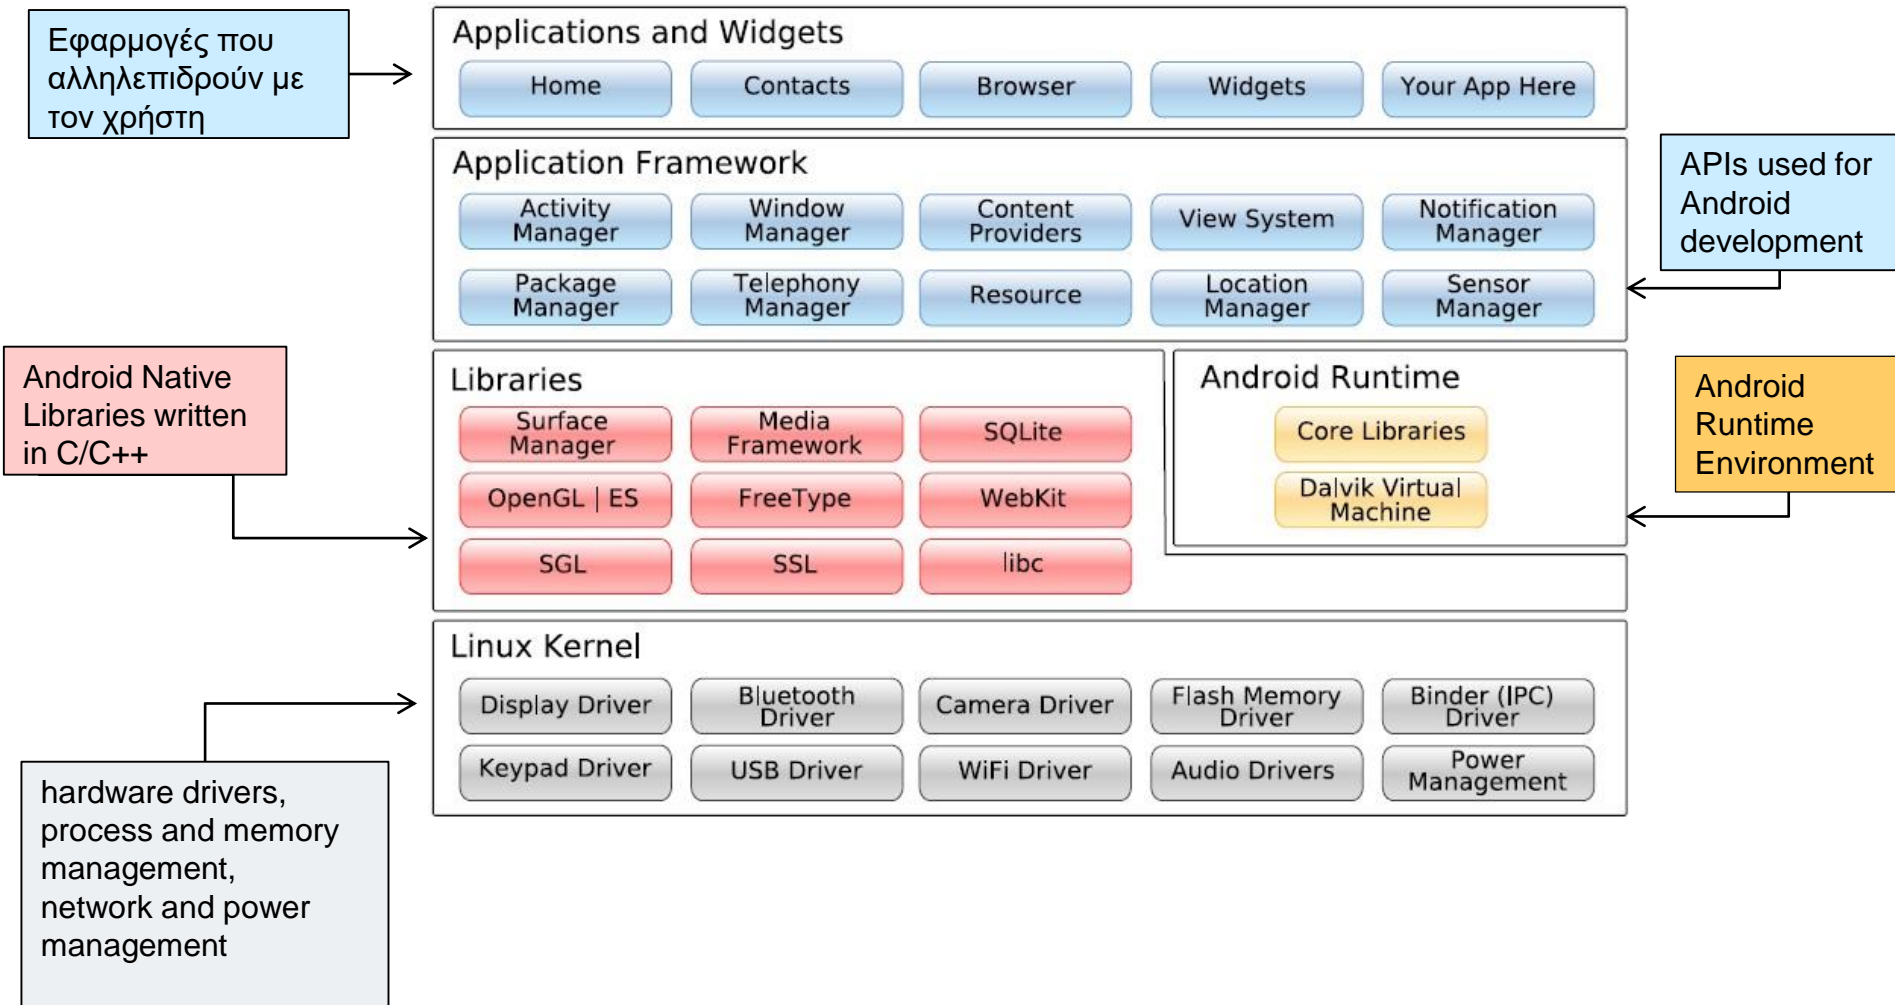 Εφαρμογές που
αλληλεπιδρούν με
τον χρήστη
Applications and Widgets
Home
Contacts
Browser
Widgets
Your App Here
Application Framework
Activity
Manager
Window
Manager
Content
Providers
View System
Notification
Manager
Package
Manager
Telephony
Manager
Resource
Location
Manager
Sensor
Manager
APIs used for
Android
development
Android Native
Libraries written
in C/C++
Libraries
Surface
Manager
Media
Framework
SQLite
OpenGL | ES
FreeType
WebKit
SGL
SSL
libc
Android Runtime
Core Libraries
Dalvik Virtual
Machine
Android
Runtime
Environment
Linux Kernel
Display Driver
Bluetooth
Driver
Camera Driver
Flash Memory
Driver
Binder (IPC)
Driver
Keypad Driver
USB Driver
WiFi Driver
Audio Drivers
Power
Management
hardware drivers,
process and memory
management,
network and power
management